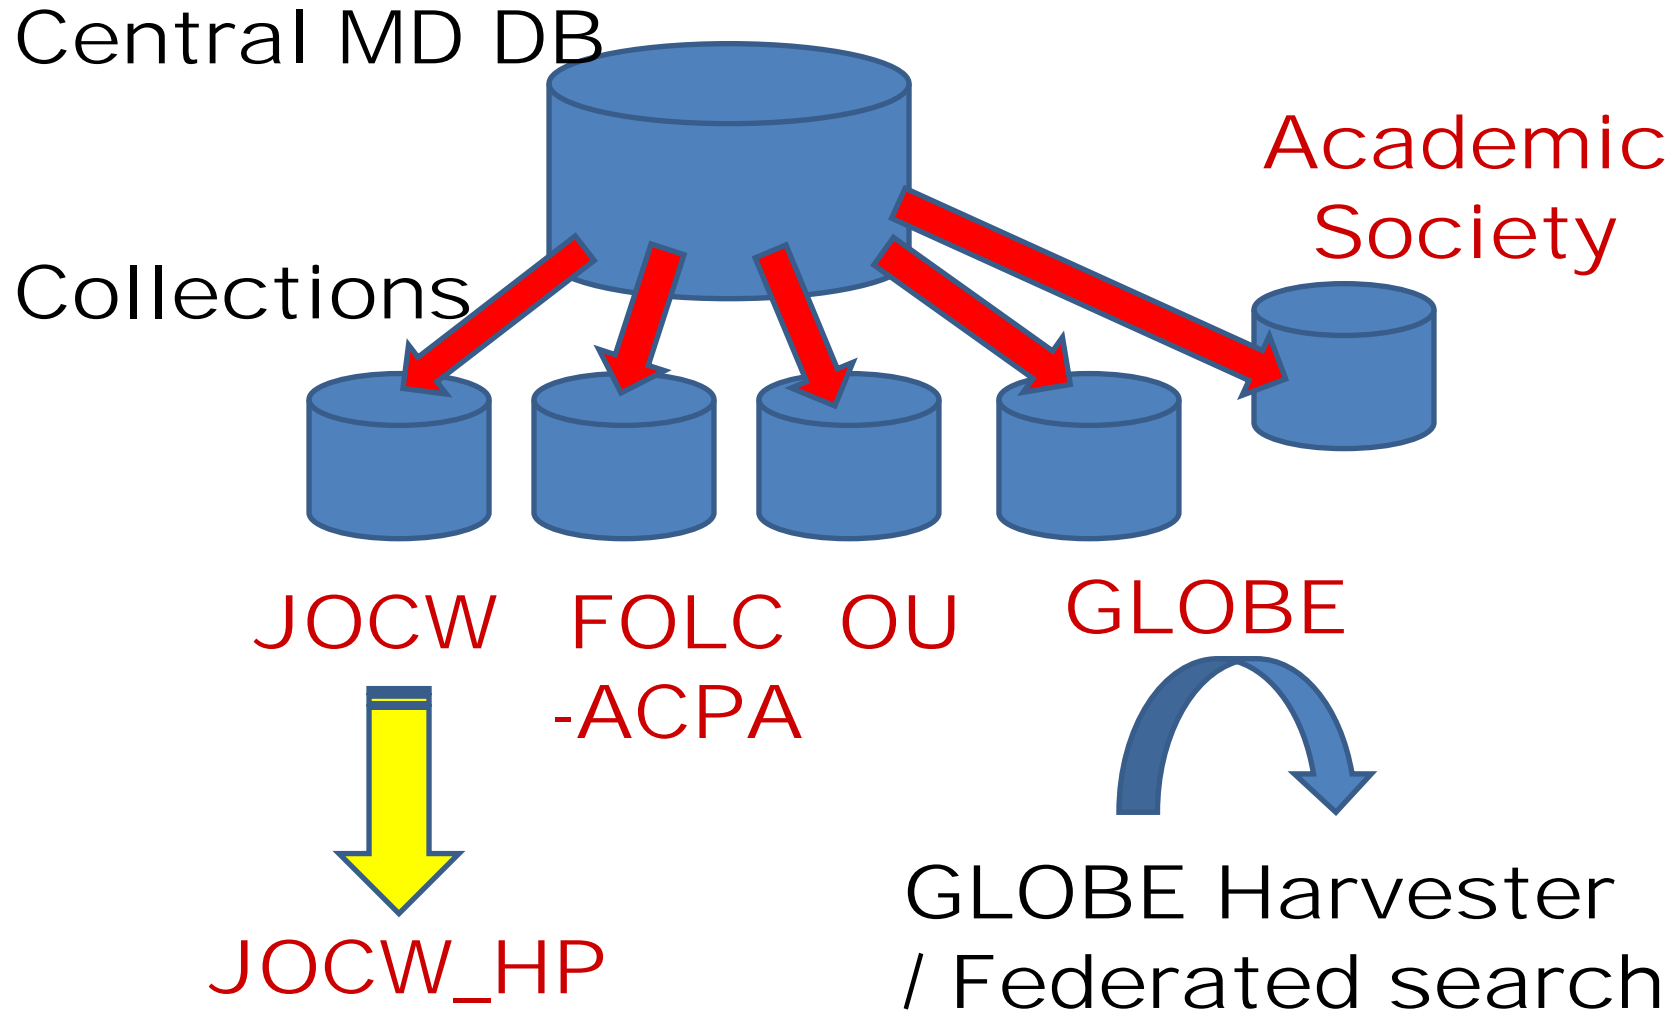 Central MD DB
Academic
Society
Collections
JOCW
FOLC
-ACPA
OU
GLOBE
JOCW_HP
GLOBE Harvester
/ Federated search